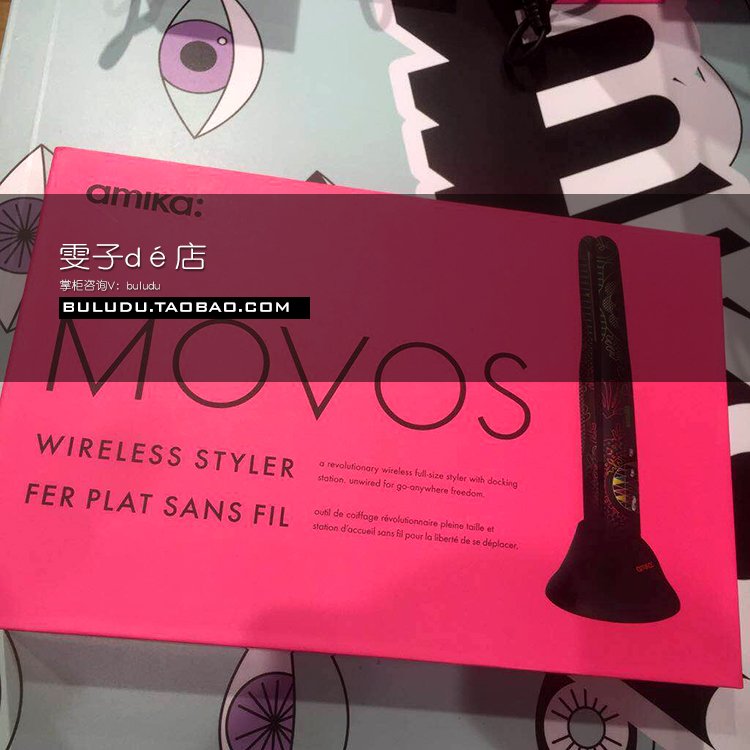 amika:
雯子dé店
掌柜咨询V: buludu
BULUDU.TAOBAO.COM
MOVOS
WIRELESS STYLER
a revolutionary wireless full-size styler with docking
station. unwired for go-anywhere freedom.
FER PLAT SANS FIL
outil de coiffage révolutionnaire pleine taille et
station d'accueil sans fil pour la liberté de se déplacer.
amika: